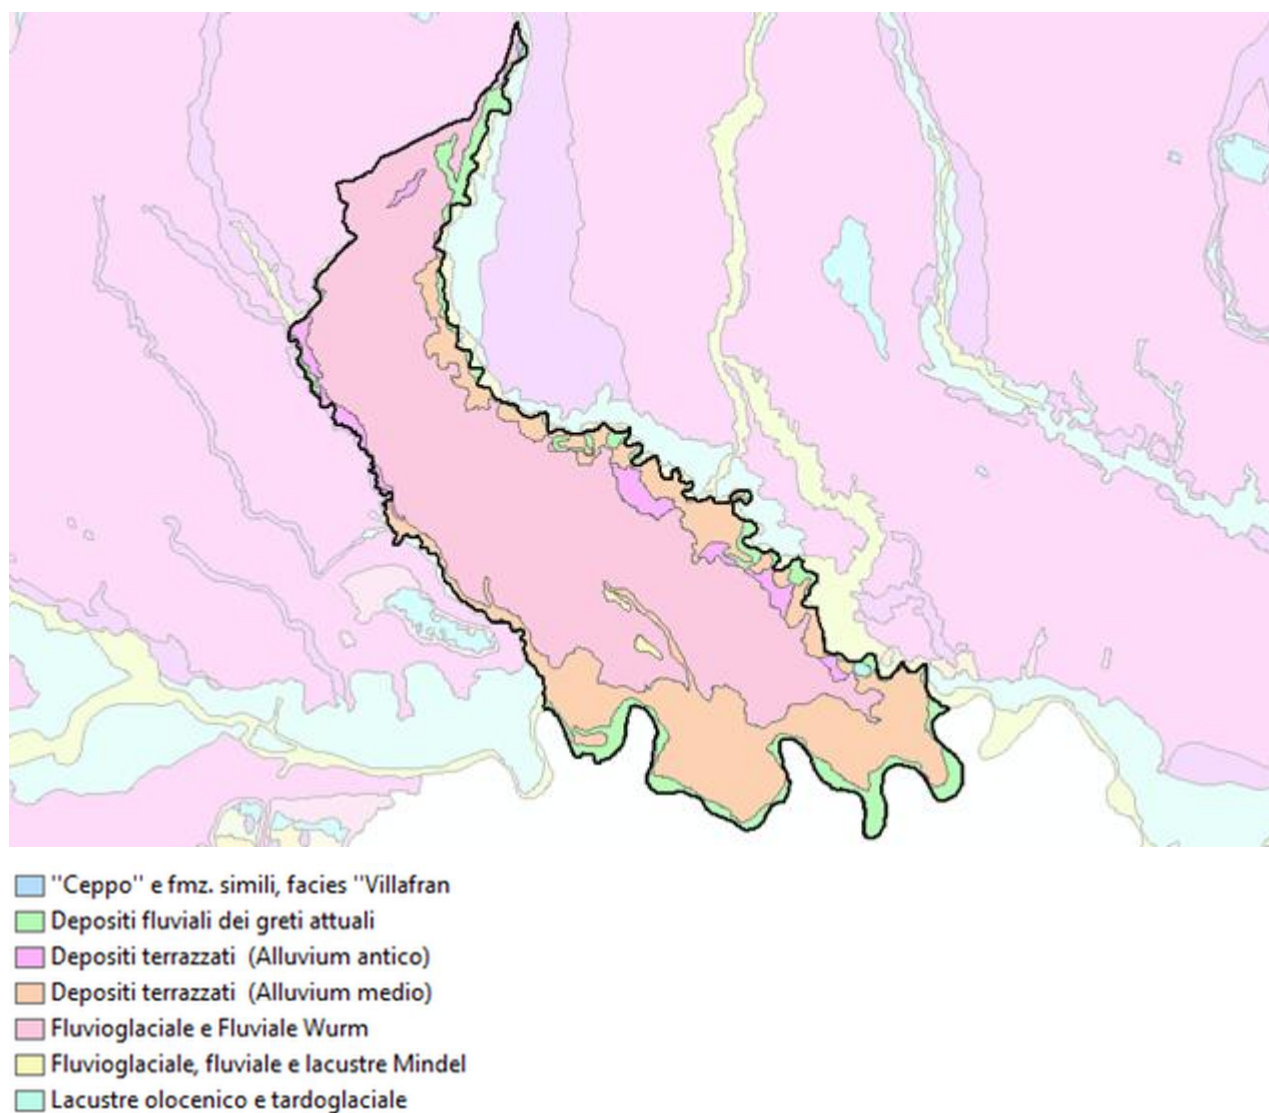 "Ceppo" e fmz. simili, facies "Villafran
Depositi fluviali dei greti attuali
Depositi terrazzati  (Alluvium antico)
Depositi terrazzati  (Alluvium medio)
Fluvioglaciale e Fluviale Wurm
Fluvioglaciale, fluviale e lacustre Mindel
Lacustre olocenico e tardoglaciale